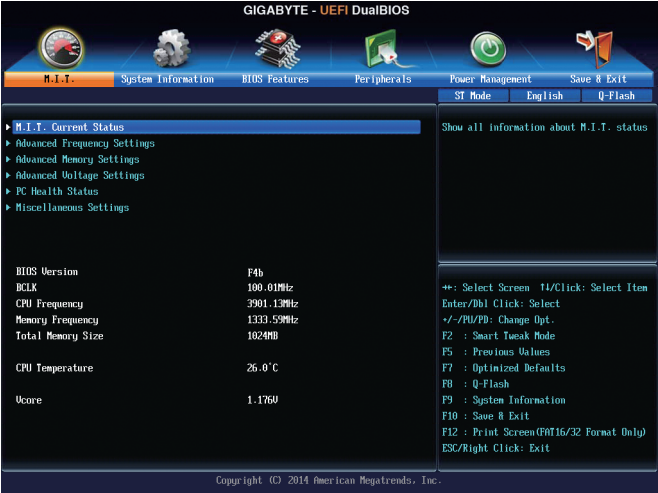 GIGABYTE - UEFI DualBIOS
M.I.T. System Information BIOS Features Peripherals Power Management Save & Exit
ST Mode English Q-Flash
M.I.T. Current Status
Advanced Frequency Settings
Advanced Memory Settings
Advanced Voltage Settings
PC Health Status
Miscellaneous Settings
BIOS Version F4b
BCLK 100.01MHz
CPU Frequency 3901.13MHz
Memory Frequency 1333.59MHz
Total Memory Size 1024MB
CPU Temperature 26.0°C
Vcore 1.176V
Show all information about M.I.T. status
→←: Select Screen ↑↓/Click: Select Item
Enter/Dbl Click: Select
+/-/PU/PD: Change Opt.
F2 : Smart Tweak Mode
F5 : Previous Values
F7 : Optimized Defaults
F8 : Q-Flash
F9 : System Information
F10 : Save & Exit
F12 : Print Screen(FAT16/32 Format Only)
ESC/Right Click: Exit
Copyright (C) 2014 American Megatrends, Inc.